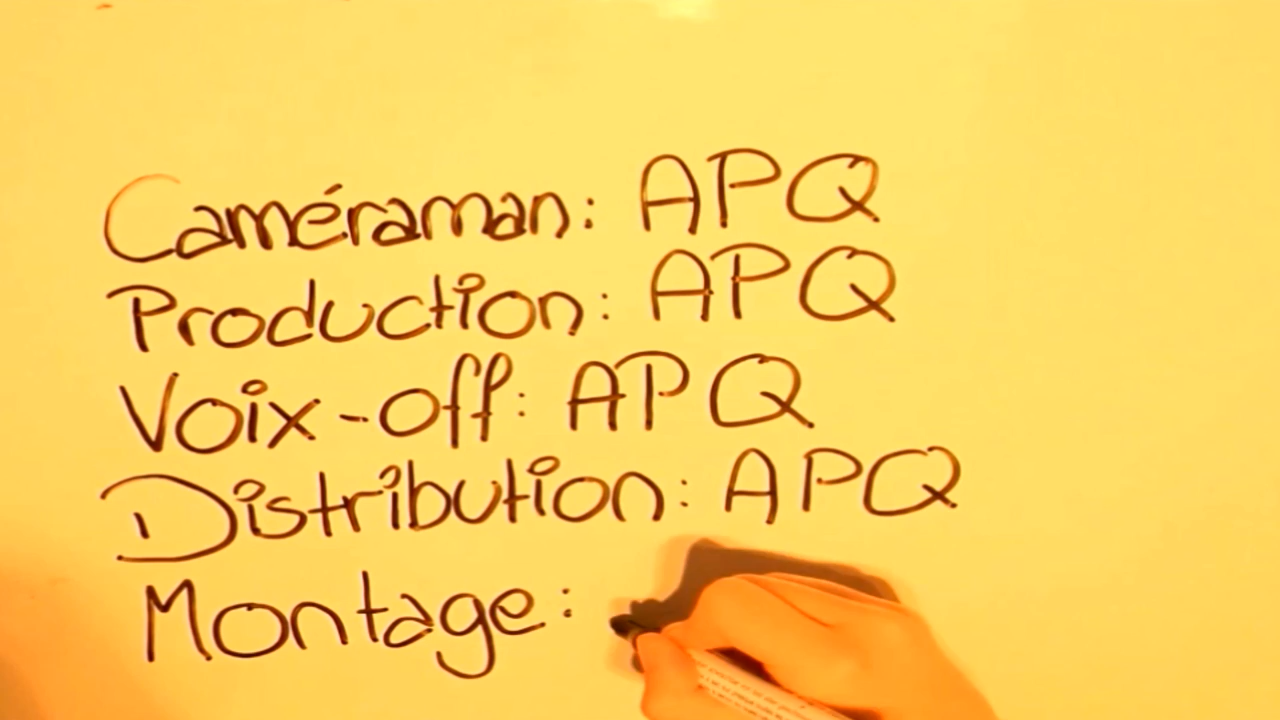 Caméraman: APQ
Production: APQ
Voix-off: APQ
Distribution: APQ
Montage: